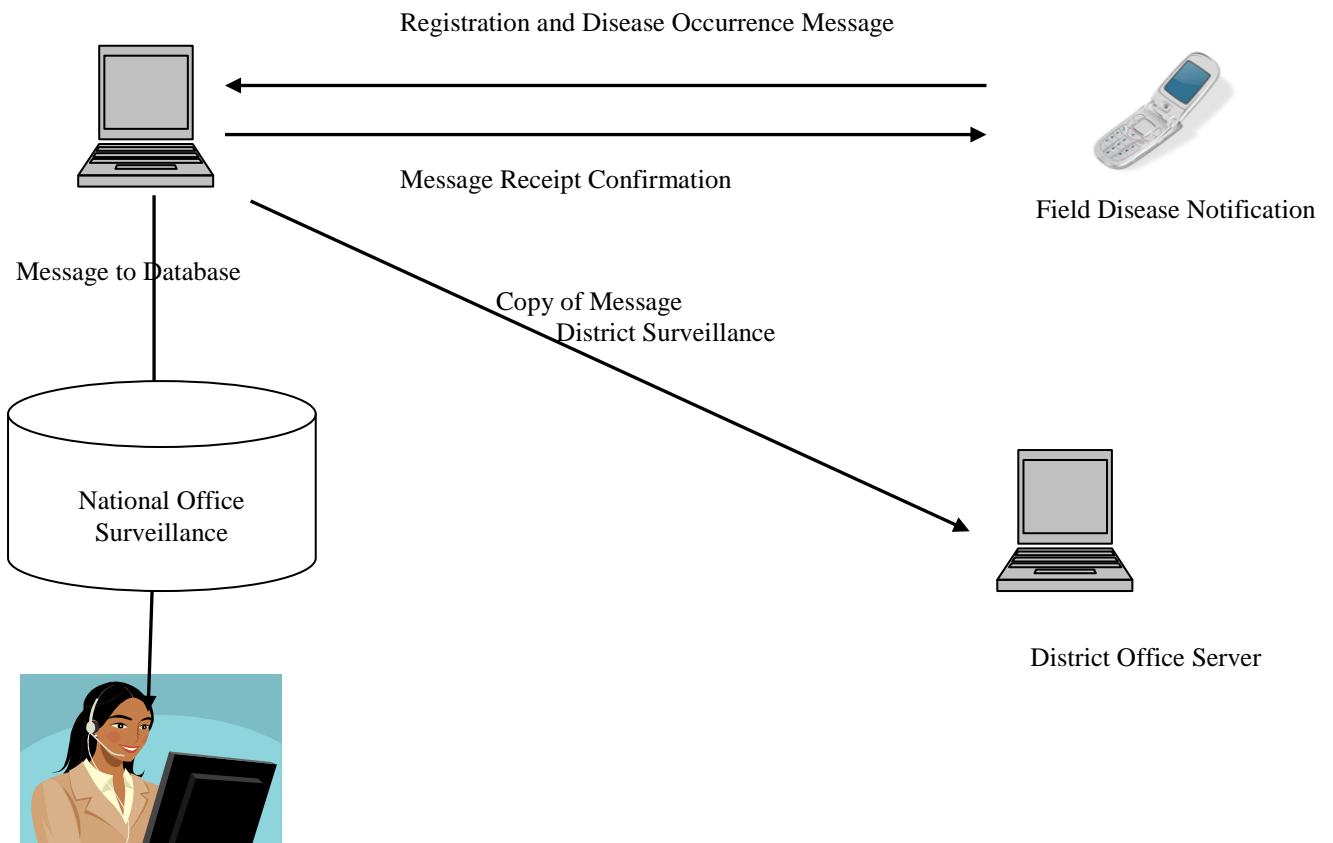 Registration and Disease Occurrence Message
Message Receipt Confirmation
Field Disease Notification
Message to Database
Copy of Message
District Surveillance
National Office
Surveillance
District Office Server